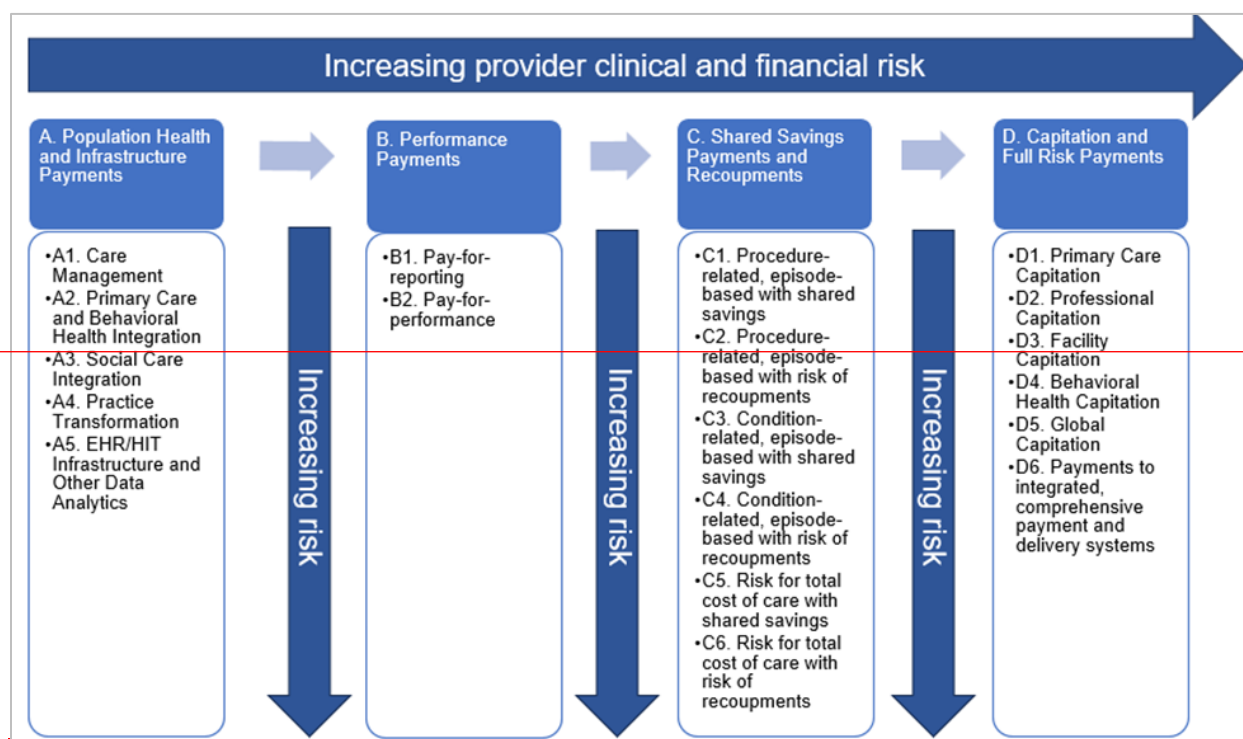 Increasing provider clinical and financial risk
A. Population Health
and Infrastructure
Payments
•A1. Care
Management
•A2. Primary Care
and Behavioral
Health Integration
•A3. Social Care
Integration
•A4. Practice
Transformation
•A5. EHR/HIT
Infrastructure and
Other Data
Analytics
Increasing risk
B. Performance
Payments
•B1. Pay-for-
reporting
•B2. Pay-for-
performance
Increasing risk
C. Shared Savings
Payments and
Recoupments
•C1. Procedure-
related, episode-
based with shared
savings
•C2. Procedure-
related, episode-
based with risk of
recoupments
•C3. Condition-
related, episode-
based with shared
savings
•C4. Condition-
related, episode-
based with risk of
recoupments
•C5. Risk for total
cost of care with
shared savings
•C6. Risk for total
cost of care with
risk of
recoupments
Increasing risk
D. Capitation and
Full Risk Payments
•D1. Primary Care
Capitation
•D2. Professional
Capitation
•D3. Facility
Capitation
•D4. Behavioral
Health Capitation
•D5. Global
Capitation
•D6. Payments to
integrated,
comprehensive
payment and
delivery systems